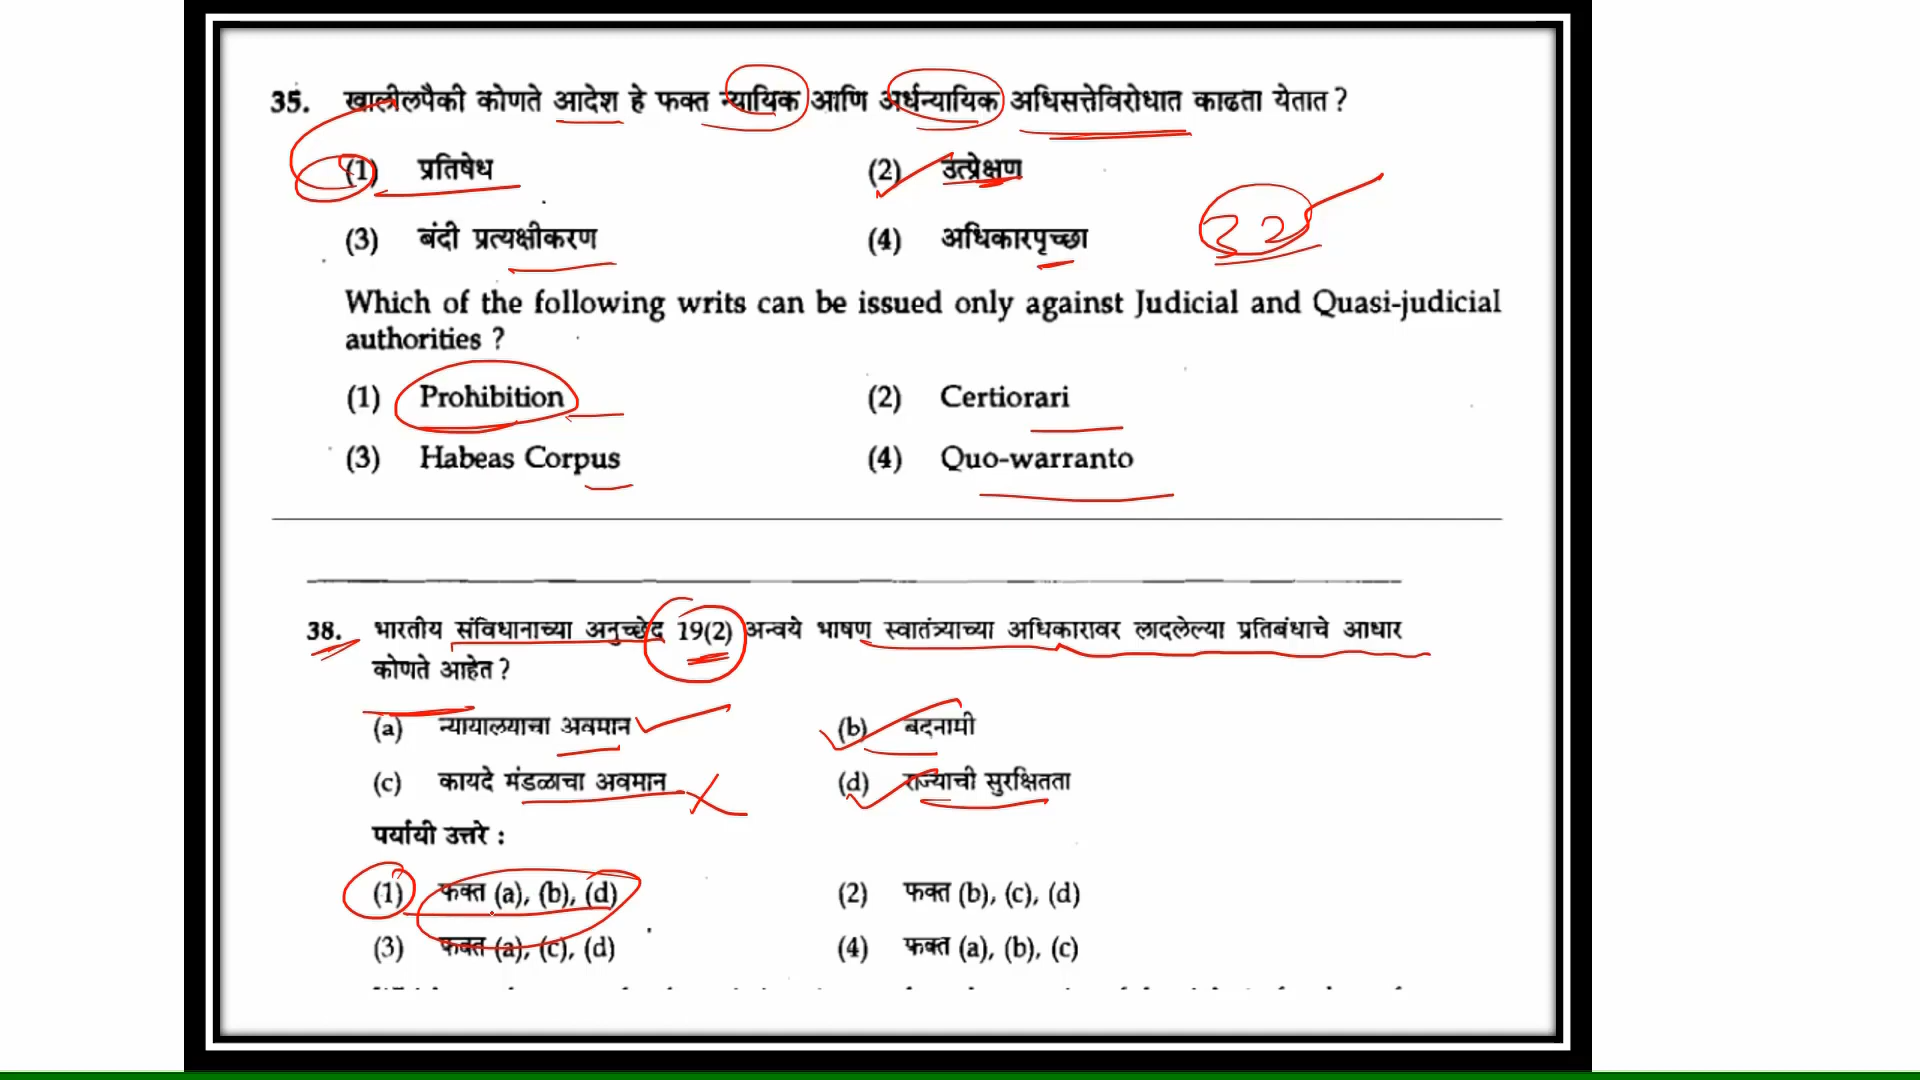 35. खालीलपैकी कोणते आदेश हे फक्त न्यायिक आणि अर्धन्यायिक अधिसत्तेविरोधात काढता येतात ?
(1) प्रतिषेध (2) उत्प्रेक्षण
(3) बंदी प्रत्यक्षीकरण (4) अधिकारपृच्छा
22
Which of the following writs can be issued only against Judicial and Quasi-judicial
authorities ?
(1) Prohibition (2) Certiorari
(3) Habeas Corpus (4) Quo-warranto
38. भारतीय संविधानाच्या अनुच्छेद 19(2) अन्वये भाषण स्वातंत्र्याच्या अधिकारावर लादलेल्या प्रतिबंधाचे आधार
कोणते आहेत ?
(a) न्यायालयाचा अवमान (b) बदनामी
(c) कायदे मंडळाचा अवमान (d) राज्याची सुरक्षितता
पर्यायी उत्तरे :
(1) फक्त (a), (b), (d) (2) फक्त (b), (c), (d)
(3) फक्त (a), (c), (d) (4) फक्त (a), (b), (c)